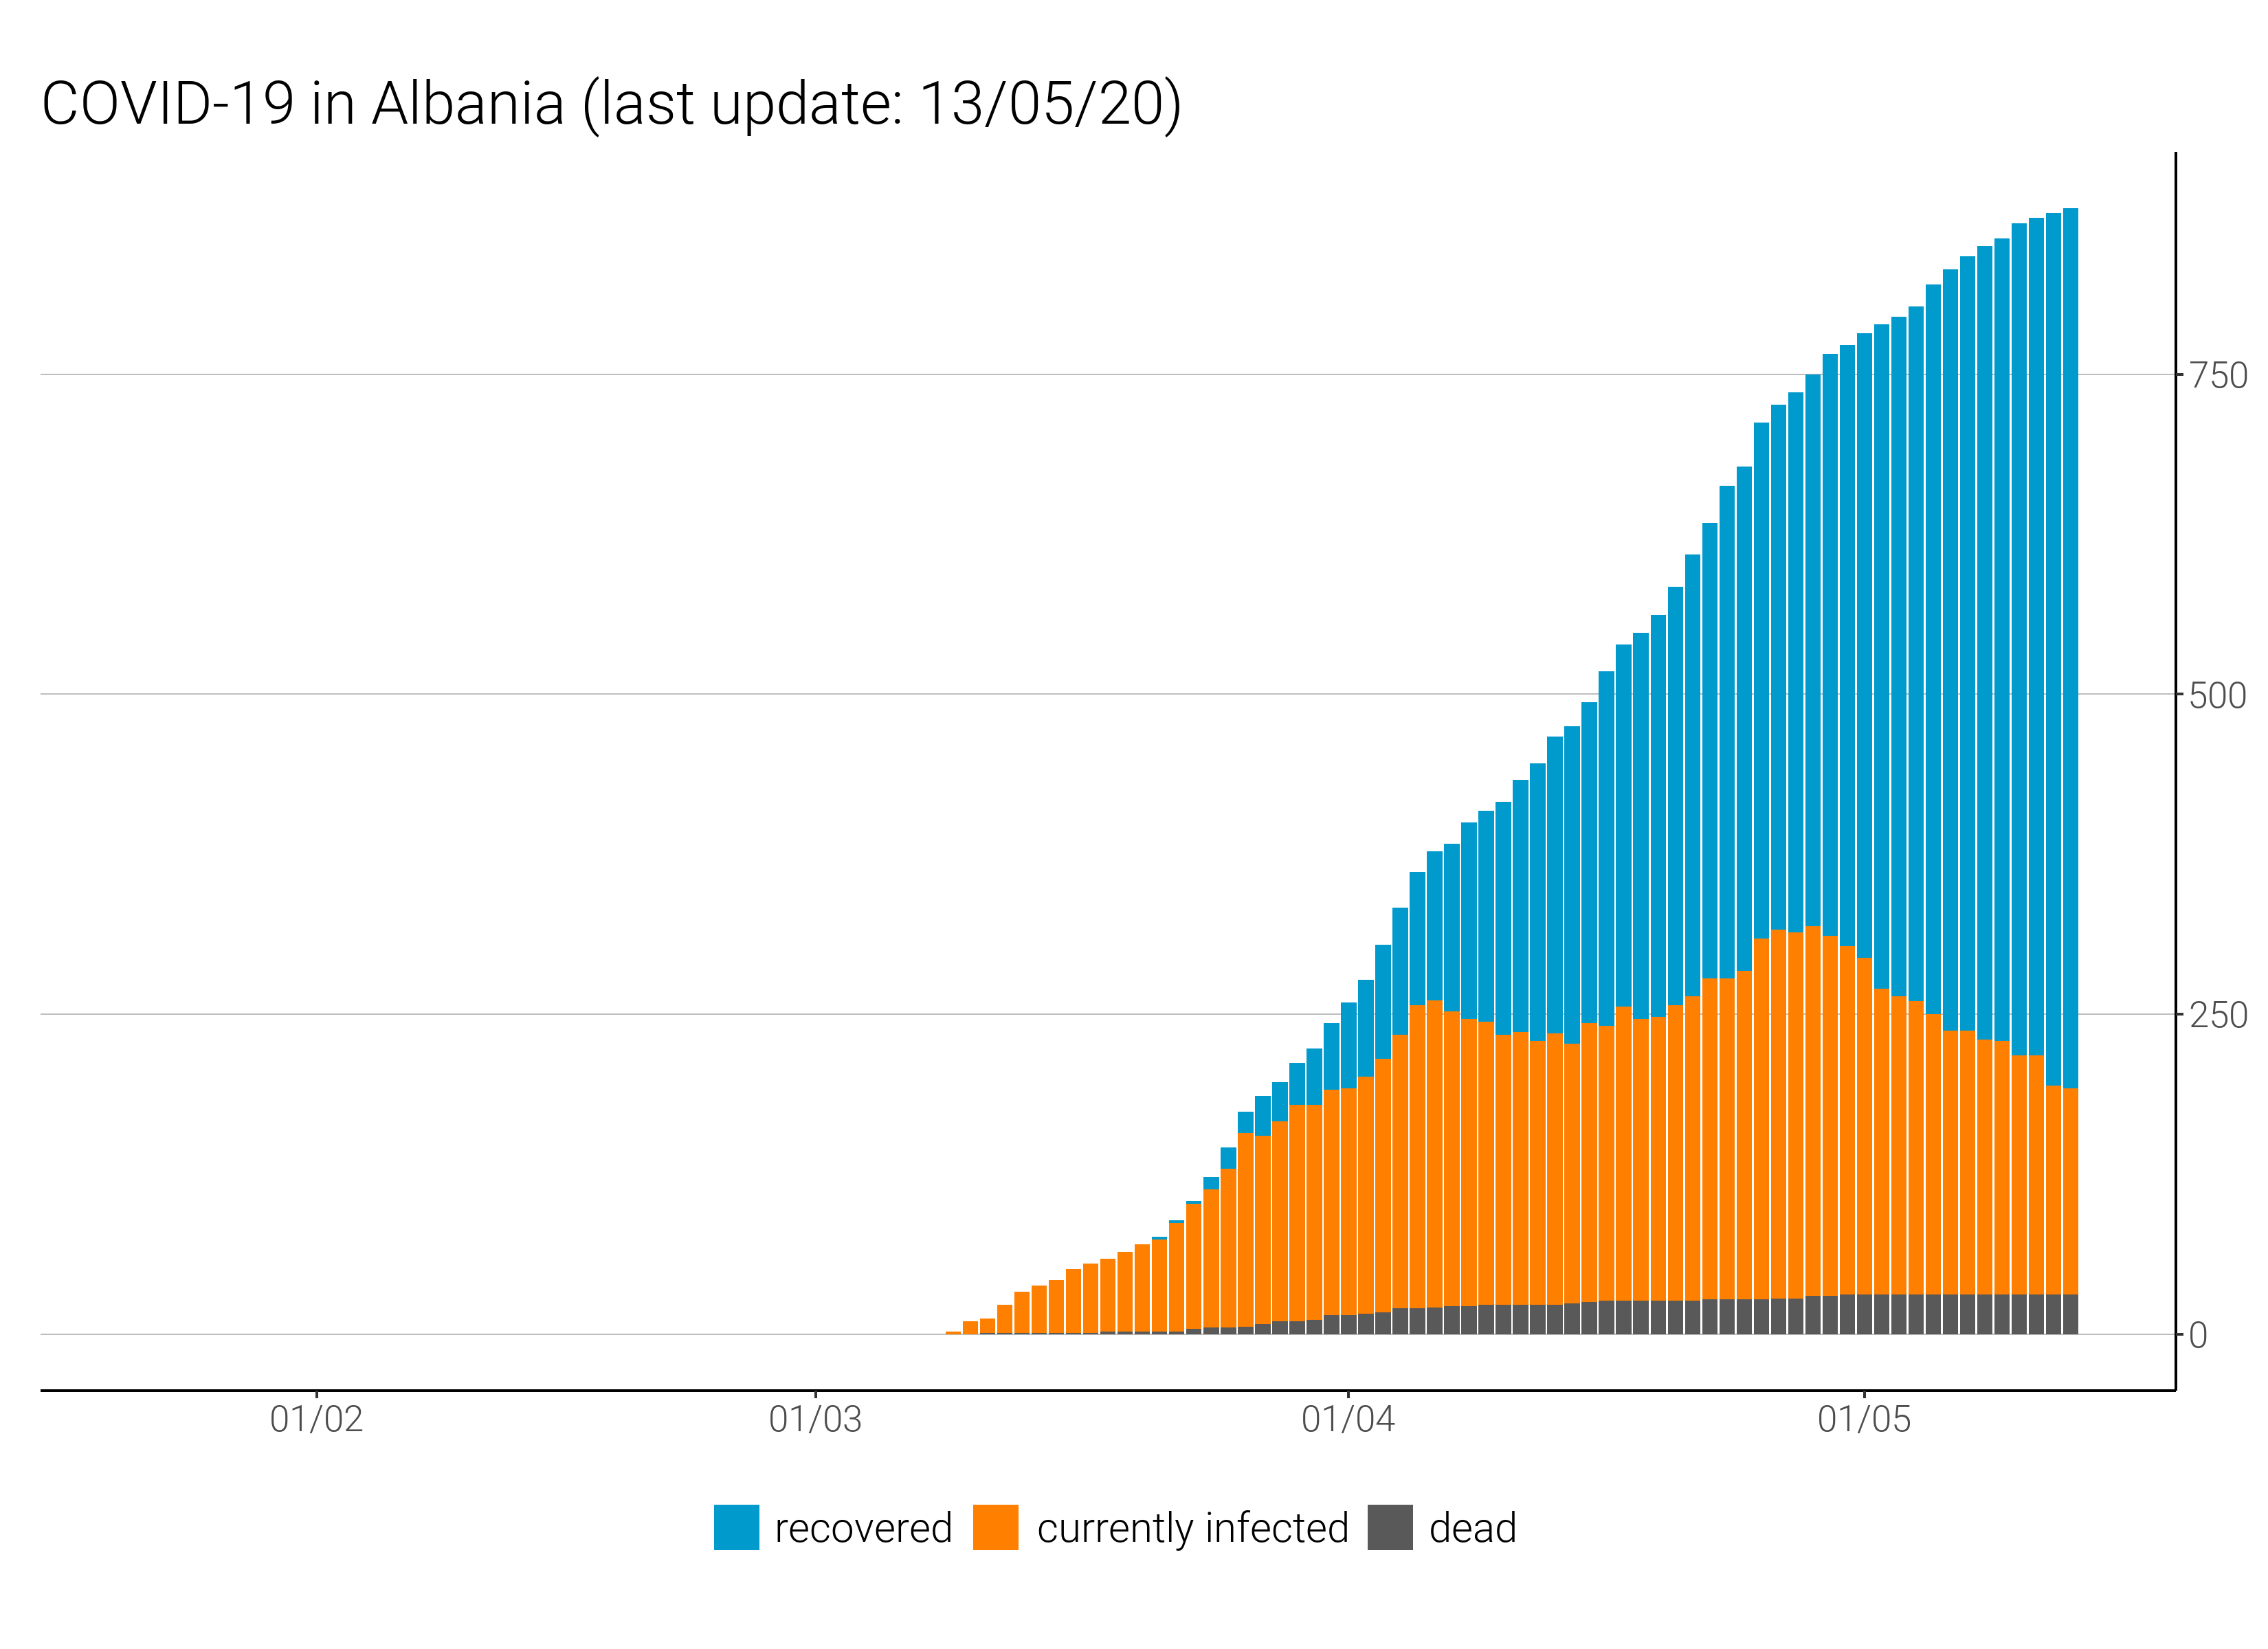 COVID-19 in Albania (last update: 13/05/20)
750
500
250
0
01/02 01/03 01/04 01/05
recovered currently infected dead